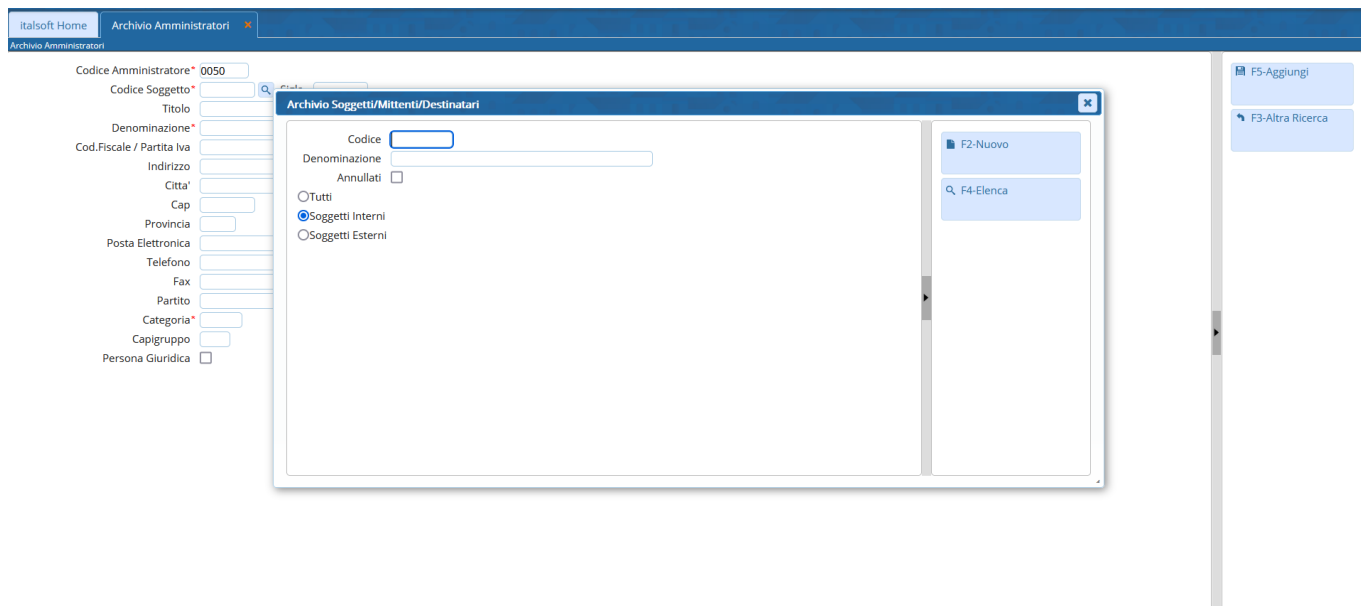 italsoft Home
Archivio Amministratori
Archivio Amministratori
Codice Amministratore* 0050
Codice Soggetto*
Titolo
Denominazione*
Cod.Fiscale / Partita Iva
Indirizzo
Citta'
Cap
Provincia
Posta Elettronica
Telefono
Fax
Partito
Categoria*
Capigruppo
Persona Giuridica
Archivio Soggetti/Mittenti/Destinatari
Codice
Denominazione
Annullati
Tutti
Soggetti Interni
Soggetti Esterni
F2-Nuovo
F4-Elenca
F5-Aggiungi
F3-Altra Ricerca